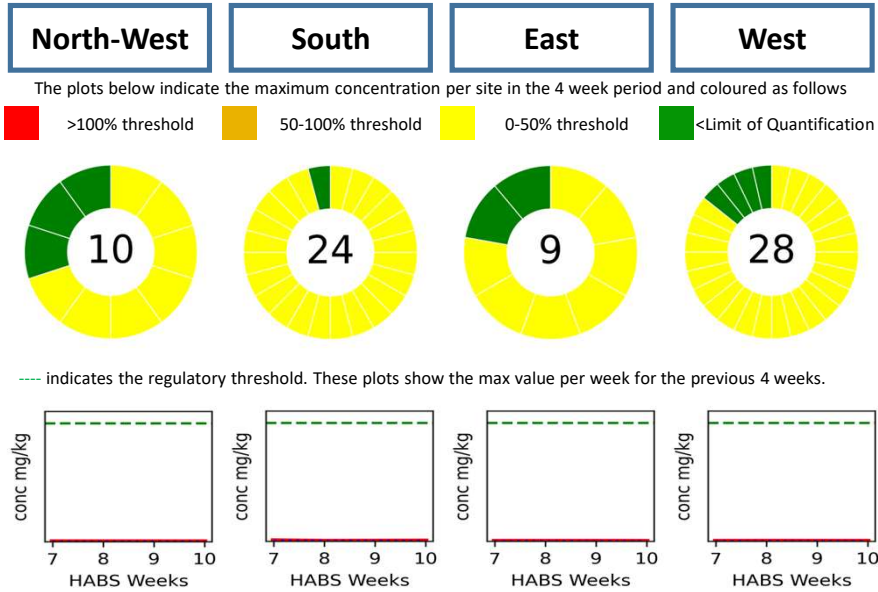 North-West South East West
The plots below indicate the maximum concentration per site in the 4 week period and coloured as follows
>100% threshold 50-100% threshold 0-50% threshold <Limit of Quantification
10 24 9 28
---- indicates the regulatory threshold. These plots show the max value per week for the previous 4 weeks.
conc mg/kg conc mg/kg conc mg/kg conc mg/kg
7 8 9 10 7 8 9 10 7 8 9 10 7 8 9 10
HABS Weeks HABS Weeks HABS Weeks HABS Weeks